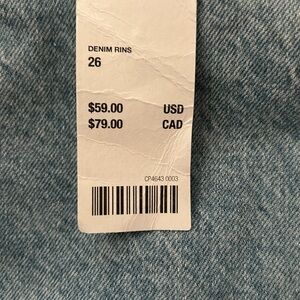 DENIM RINS
26
$59.00 USD
$79.00 CAD
CP4643 0003